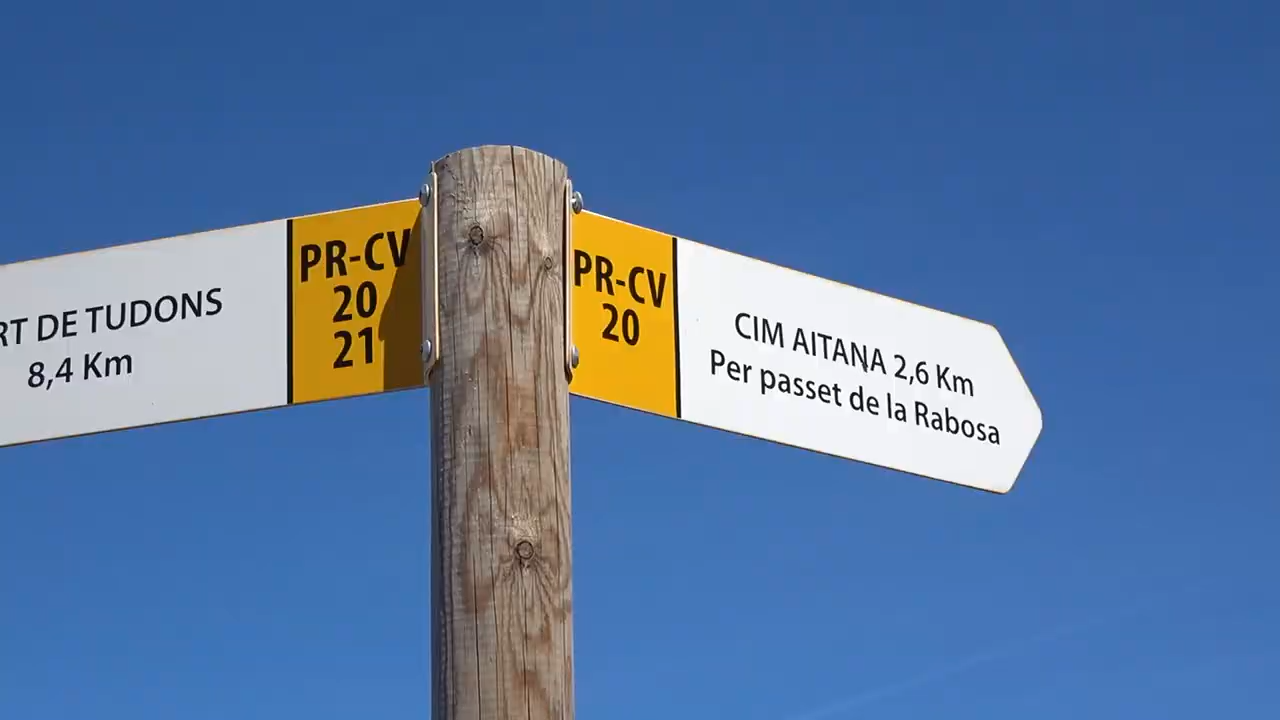 RT DE TUDONS
8,4 Km
PR-CV
20
21
PR-CV
20
CIM AITANA 2,6 Km
Per passet de la Rabosa